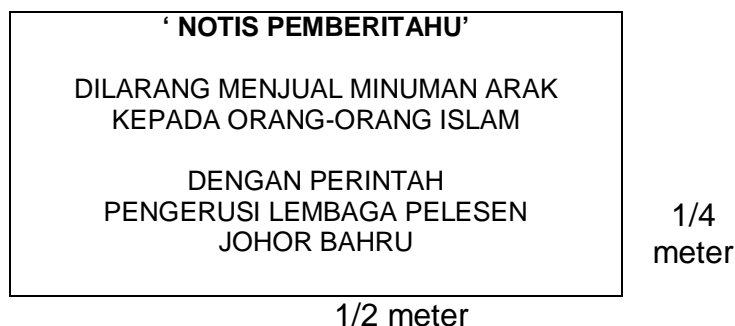 ‘ NOTIS PEMBERITAHU’
DILARANG MENJUAL MINUMAN ARAK
KEPADA ORANG-ORANG ISLAM
DENGAN PERINTAH
PENGERUSI LEMBAGA PELESEN
JOHOR BAHRU
1/4
meter
1/2 meter